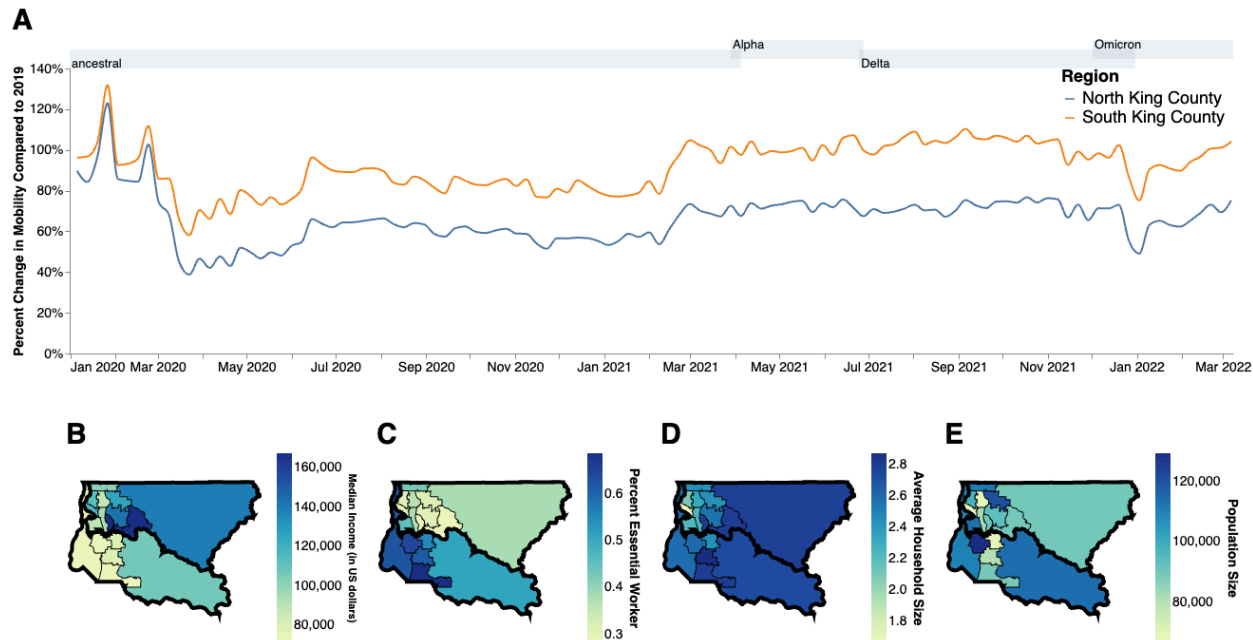 A
Alpha
Omicron
ancestral
Delta
Percent Change in Mobility Compared to 2019
140%
120%
100%
80%
60%
40%
20%
0%
Region
North King County
South King County
Jan 2020 Mar 2020 May 2020 Jul 2020 Sep 2020 Nov 2020 Jan 2021 Mar 2021 May 2021 Jul 2021 Sep 2021 Nov 2021 Jan 2022 Mar 2022
B
160,000
140,000
120,000
100,000
80,000
Median Income (in US dollars)
C
0.6
0.5
0.4
0.3
Percent Essential Worker
D
2.8
2.6
2.4
2.2
2.0
1.8
Average Household Size
E
120,000
100,000
80,000
Population Size